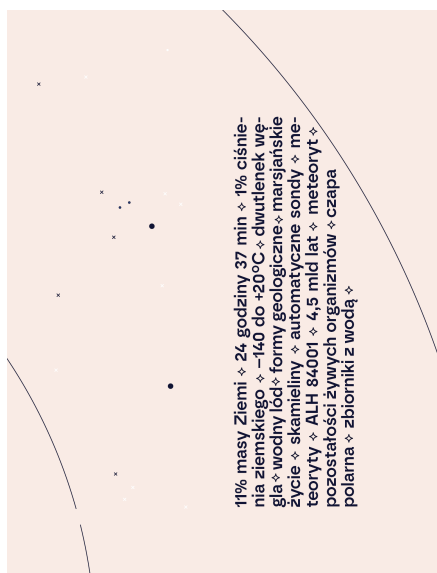 11% masy Ziemi ✧ 24 godziny 37 min ✧ 1% ciśnie-
nia ziemskiego ✧ –140 do +20°C ✧ dwutlenek wę-
gla ✧ wodny lód ✧ formy geologiczne ✧ marsjańskie
życie ✧ skamieliny ✧ automatyczne sondy ✧ me-
teoryty ✧ ALH 84001 ✧ 4,5 mld lat ✧ meteoryt ✧
pozostałości żywych organizmów ✧ czapa
polarna ✧ zbiorniki z wodą ✧